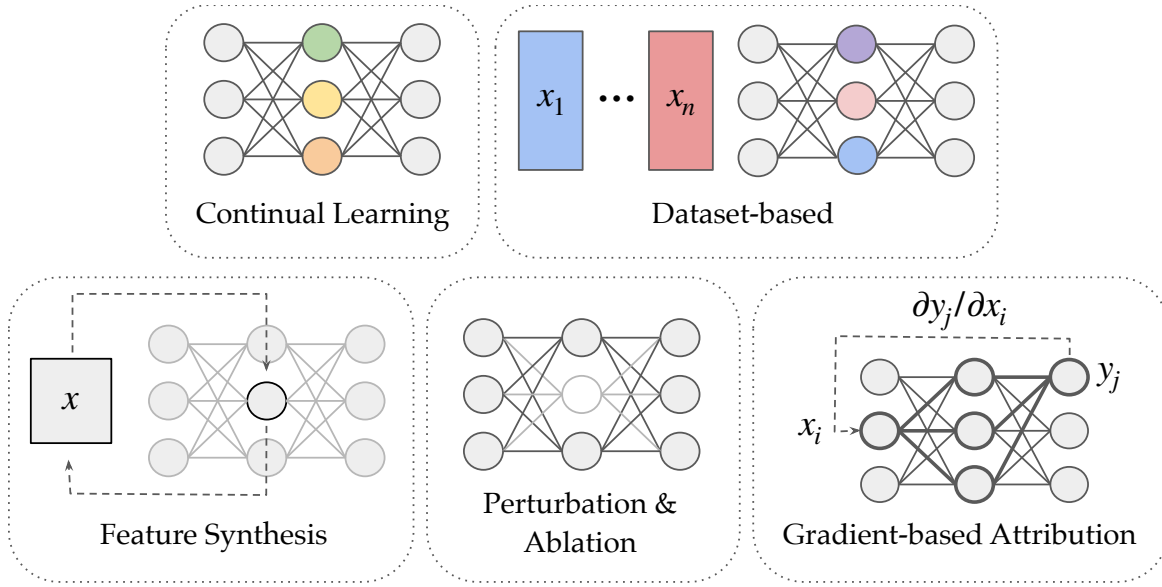 x₁ ••• xₙ
Continual Learning
Dataset-based
x
Feature Synthesis
Perturbation &
Ablation
∂yⱼ/∂xᵢ
yⱼ
xᵢ
Gradient-based Attribution